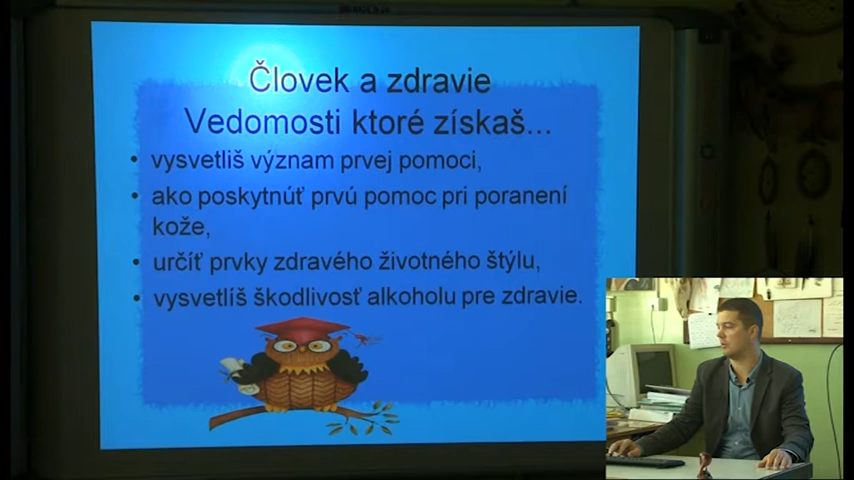 Človek a zdravie
Vedomosti ktoré získaš...
• vysvetliš význam prvej pomoci,
• ako poskytnúť prvú pomoc pri poranení
kože,
• určíť prvky zdravého životného štýlu,
• vysvetlíš škodlivosť alkoholu pre zdravie.